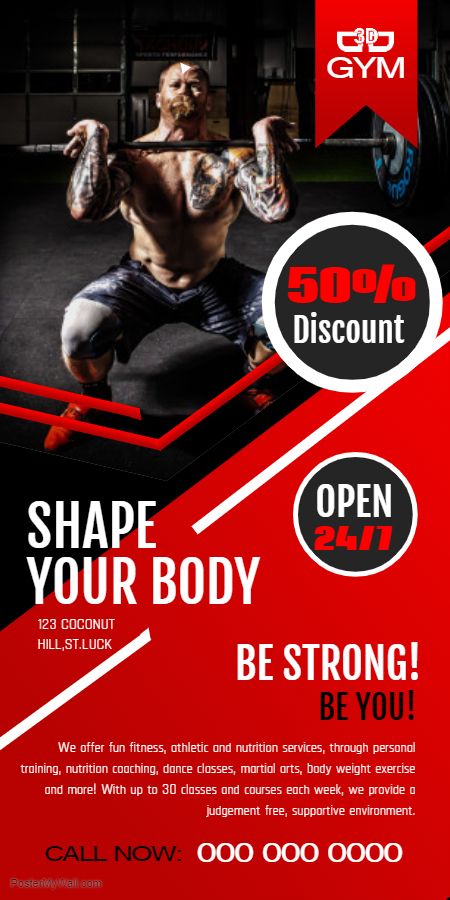 3D
GYM
SPORTS PERFORMANCE
ROGUE
50%
Discount
OPEN
24/7
SHAPE
YOUR BODY
123 COCONUT
HILL,ST.LUCK
BE STRONG!
BE YOU!
We offer fun fitness, athletic and nutrition services, through personal
training, nutrition coaching, dance classes, martial arts, body weight exercise
and more! With up to 30 classes and courses each week, we provide a
judgement free, supportive environment.
CALL NOW: 000 000 0000
PosterMyWall.com